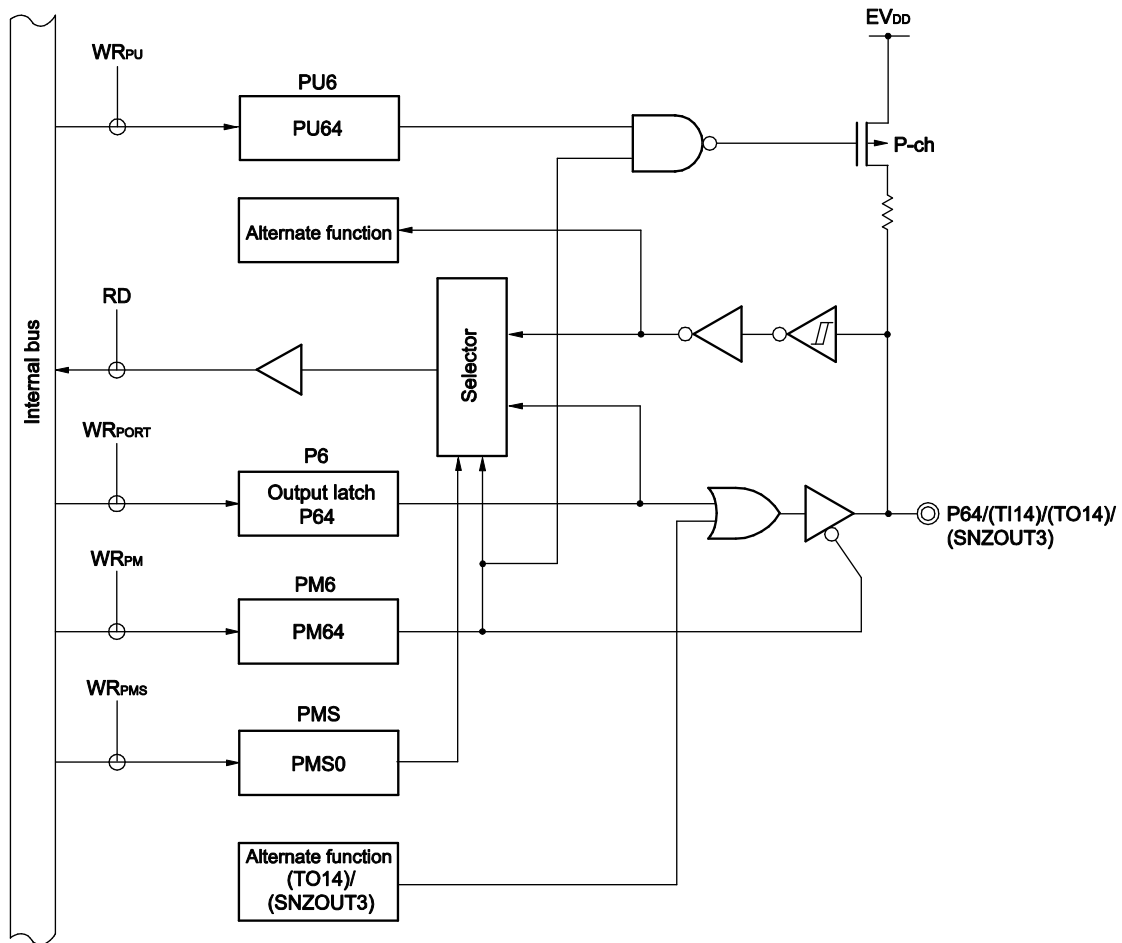 EVDD
WRPU
PU6
PU64
P-ch
Alternate function
RD
Internal bus
Selector
WRPORT
P6
Output latch
P64
P64/(TI14)/(TO14)/
(SNZOUT3)
WRPM
PM6
PM64
WRPMS
PMS
PMS0
Alternate function
(TO14)/
(SNZOUT3)